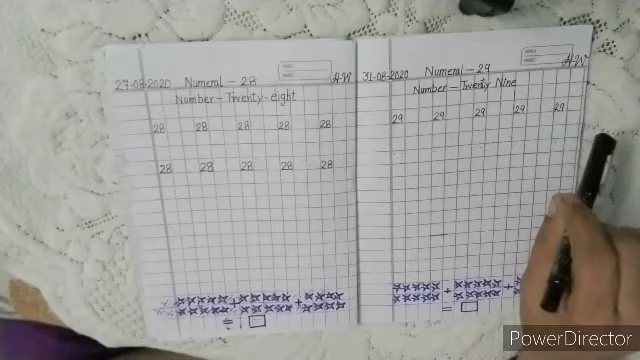 27-08-2020 Numeral - 28 H·W
Number - Twenty-eight
28 28 28 28 28
28 28 28 28 28
+ +
=
31-08-2020 Numeral - 29 H·W
Number - Twenty Nine
29 29 29 29 29
+ +
=
PowerDirector